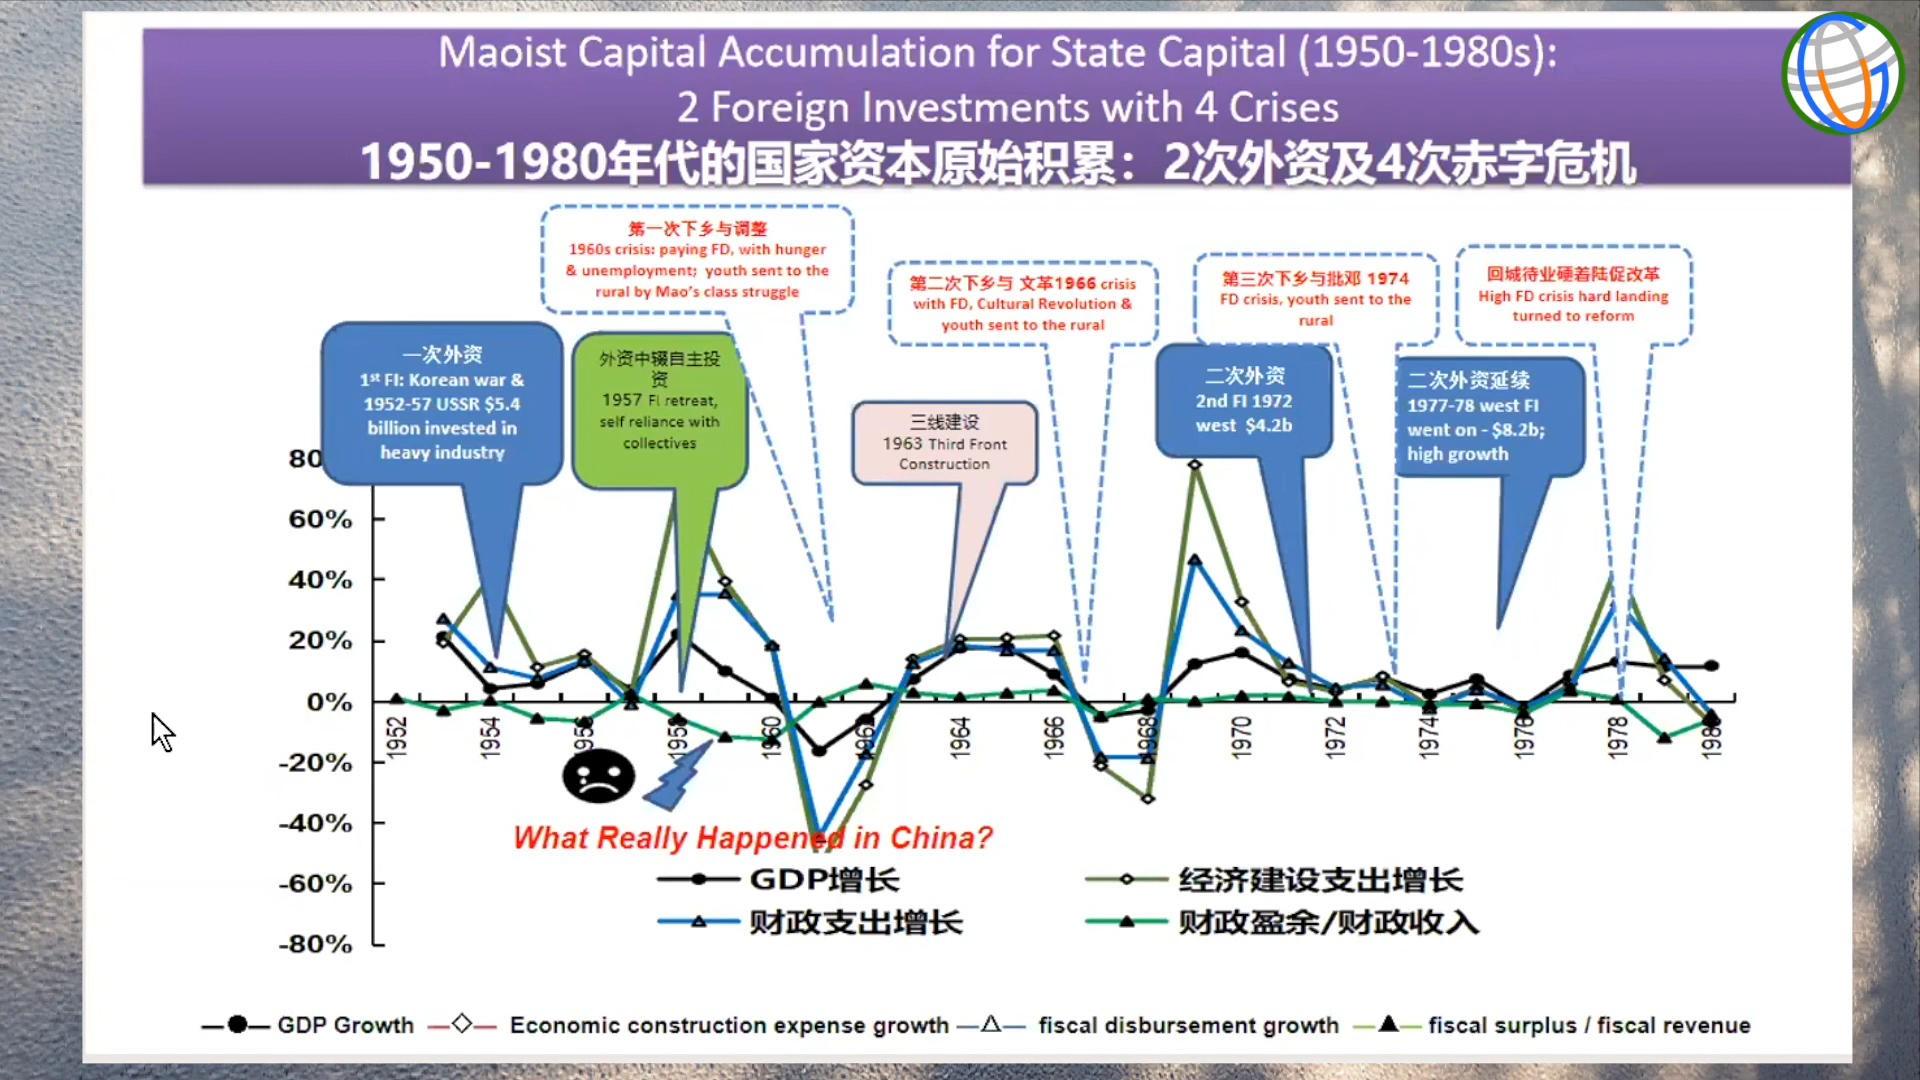 Maoist Capital Accumulation for State Capital (1950-1980s):
2 Foreign Investments with 4 Crises
1950-1980年代的国家资本原始积累：2次外资及4次赤字危机
第一次下乡与调整
1960s crisis: paying FD, with hunger
& unemployment; youth sent to the
rural by Mao's class struggle
第二次下乡与 文革1966 crisis
with FD, Cultural Revolution &
youth sent to the rural
第三次下乡与批邓 1974
FD crisis, youth sent to the
rural
回城待业硬着陆促改革
High FD crisis hard landing
turned to reform
一次外资
1st FI: Korean war &
1952-57 USSR $5.4
billion invested in
heavy industry
外资中辍自主投
资
1957 FI retreat,
self reliance with
collectives
三线建设
1963 Third Front
Construction
二次外资
2nd FI 1972
west $4.2b
二次外资延续
1977-78 west FI
went on - $8.2b;
high growth
80
60%
40%
20%
0%
-20%
-40%
-60%
-80%
1952
1954
1960
1964
1966
1968
1970
1972
1974
1976
1978
What Really Happened in China?
GDP增长
经济建设支出增长
财政支出增长
财政盈余/财政收入
GDP Growth
Economic construction expense growth
fiscal disbursement growth
fiscal surplus / fiscal revenue